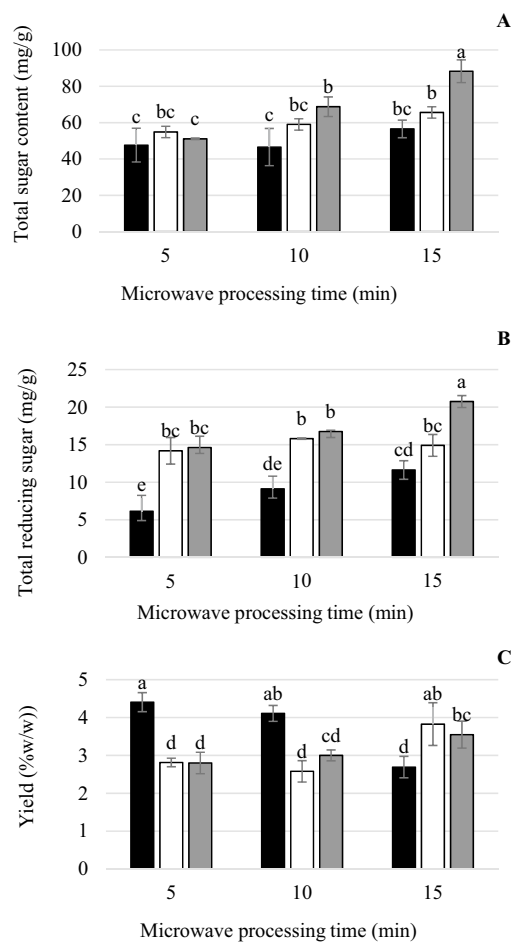 A
Total sugar content (mg/g)
100
80
60
40
20
0
c bc c
c bc b
bc b a
5 10 15
Microwave processing time (min)
B
Total reducing sugar (mg/g)
25
20
15
10
5
0
e bc bc
de b b
cd bc a
5 10 15
Microwave processing time (min)
C
Yield (%w/w))
5
4
3
2
1
0
a d d
ab d cd
d ab bc
5 10 15
Microwave processing time (min)